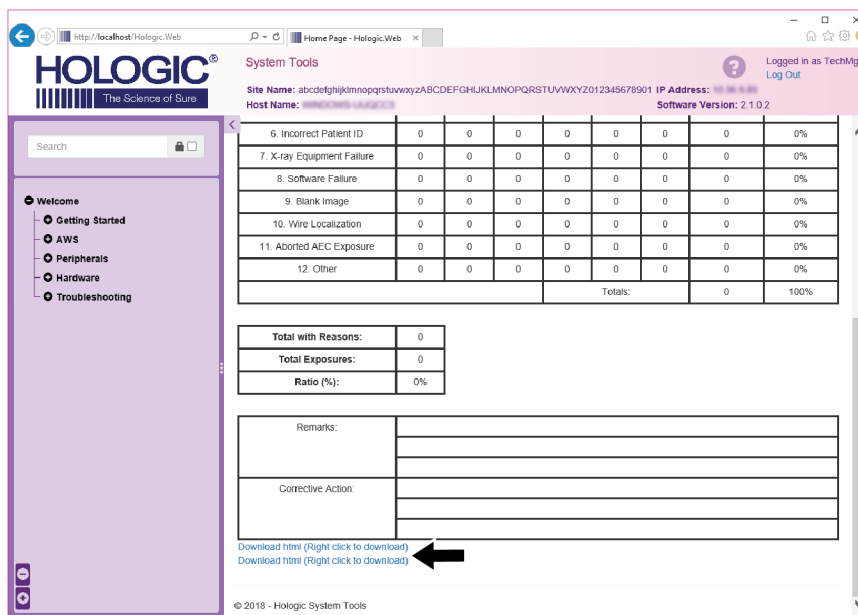 http://localhost/Hologic.Web
Home Page - Hologic.Web
HOLOGIC®
The Science of Sure
System Tools
Logged in as TechMg
Log Out
Site Name: abcdefghijklmnopqrstuvwxyzABCDEFGHIJKLMNOPQRSTUVWXYZ012345678901 IP Address:
Host Name:
Software Version: 2.1.0.2
Search
Welcome
Getting Started
AWS
Peripherals
Hardware
Troubleshooting
6. Incorrect Patient ID 0 0 0 0 0 0 0 0%
7. X-ray Equipment Failure 0 0 0 0 0 0 0 0%
8. Software Failure 0 0 0 0 0 0 0 0%
9. Blank Image 0 0 0 0 0 0 0 0%
10. Wire Localization 0 0 0 0 0 0 0 0%
11. Aborted AEC Exposure 0 0 0 0 0 0 0 0%
12. Other 0 0 0 0 0 0 0 0%
Totals: 0 100%
Total with Reasons: 0
Total Exposures: 0
Ratio (%): 0%
Remarks:
Corrective Action:
Download html (Right click to download)
Download html (Right click to download)
© 2018 - Hologic System Tools